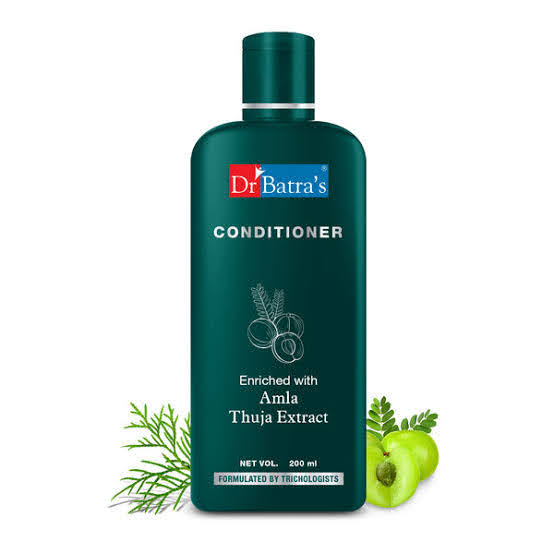 Dr Batra's®
CONDITIONER
Enriched with
Amla
Thuja Extract
NET VOL. 200 ml
FORMULATED BY TRICHOLOGISTS